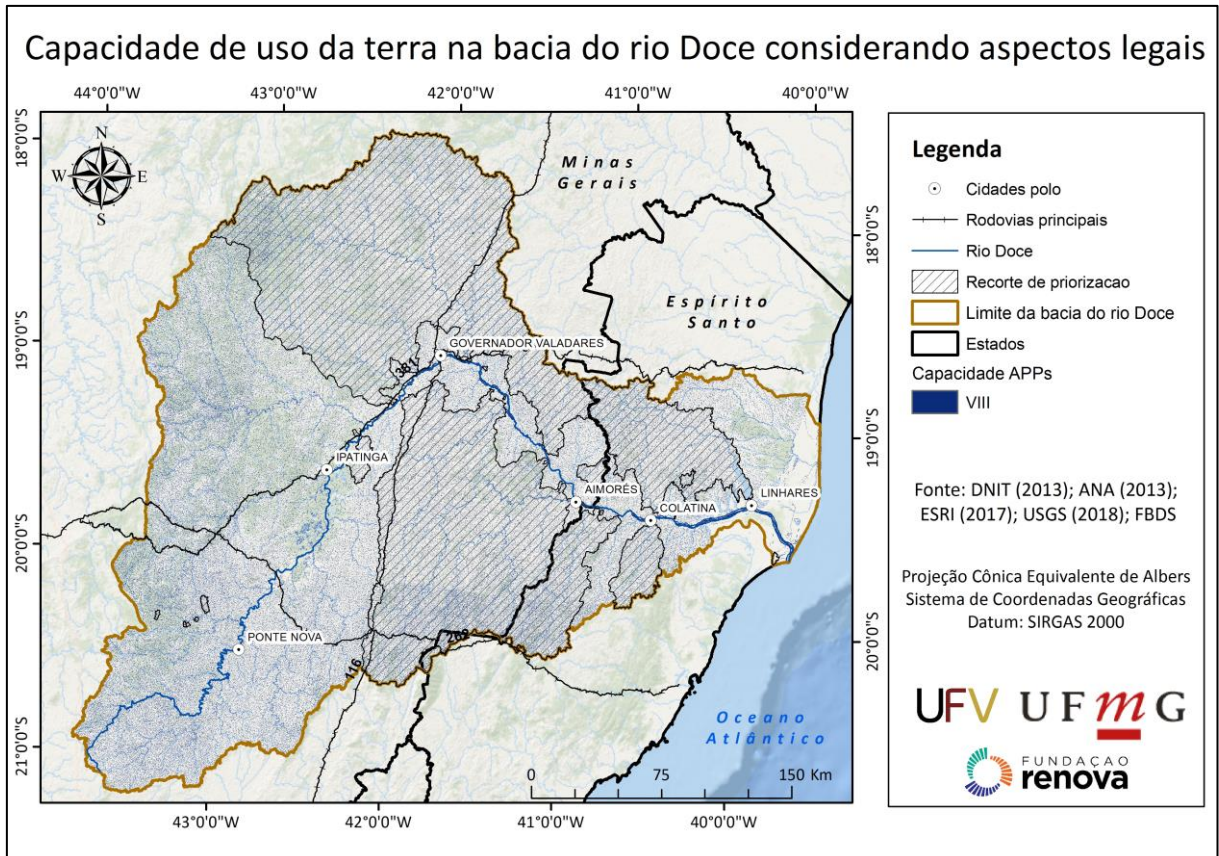 Capacidade de uso da terra na bacia do rio Doce considerando aspectos legais
44°0'0"W 43°0'0"W 42°0'0"W 41°0'0"W 40°0'0"W
18°0'0"S
19°0'0"S
20°0'0"S
21°0'0"S
N
W E
S
Minas
Gerais
Espírito
Santo
GOVERNADOR VALADARES
381
IPATINGA
AIMORÉS
COLATINA
LINHARES
PONTE NOVA
116
262
Oceano
Atlântico
0 75 150 Km
18°0'0"S
19°0'0"S
20°0'0"S
43°0'0"W 42°0'0"W 41°0'0"W 40°0'0"W
Legenda
Cidades polo
Rodovias principais
Rio Doce
Recorte de priorizacao
Limite da bacia do rio Doce
Estados
Capacidade APPs
VIII
Fonte: DNIT (2013); ANA (2013);
ESRI (2017); USGS (2018); FBDS
Projeção Cônica Equivalente de Albers
Sistema de Coordenadas Geográficas
Datum: SIRGAS 2000
UFV UFmG
FUNDAÇÃO
renova